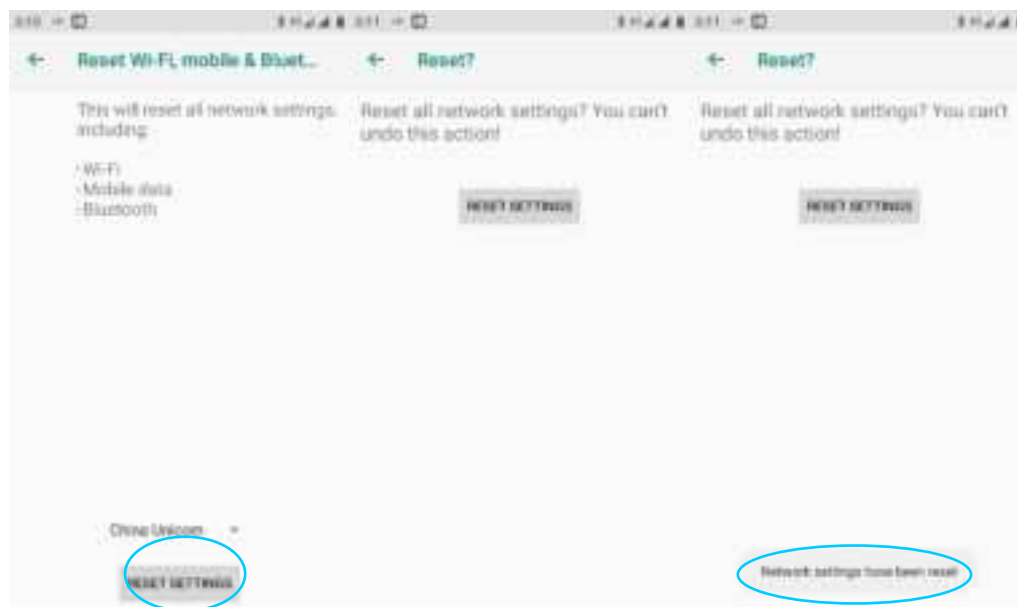 Reset Wi-Fi, mobile & Bluet...
This will reset all network settings,
including:
- Wi-Fi
- Mobile data
- Bluetooth
China Unicom
RESET SETTINGS
Reset?
Reset all network settings? You can't
undo this action!
RESET SETTINGS
Reset?
Reset all network settings? You can't
undo this action!
RESET SETTINGS
Network settings have been reset